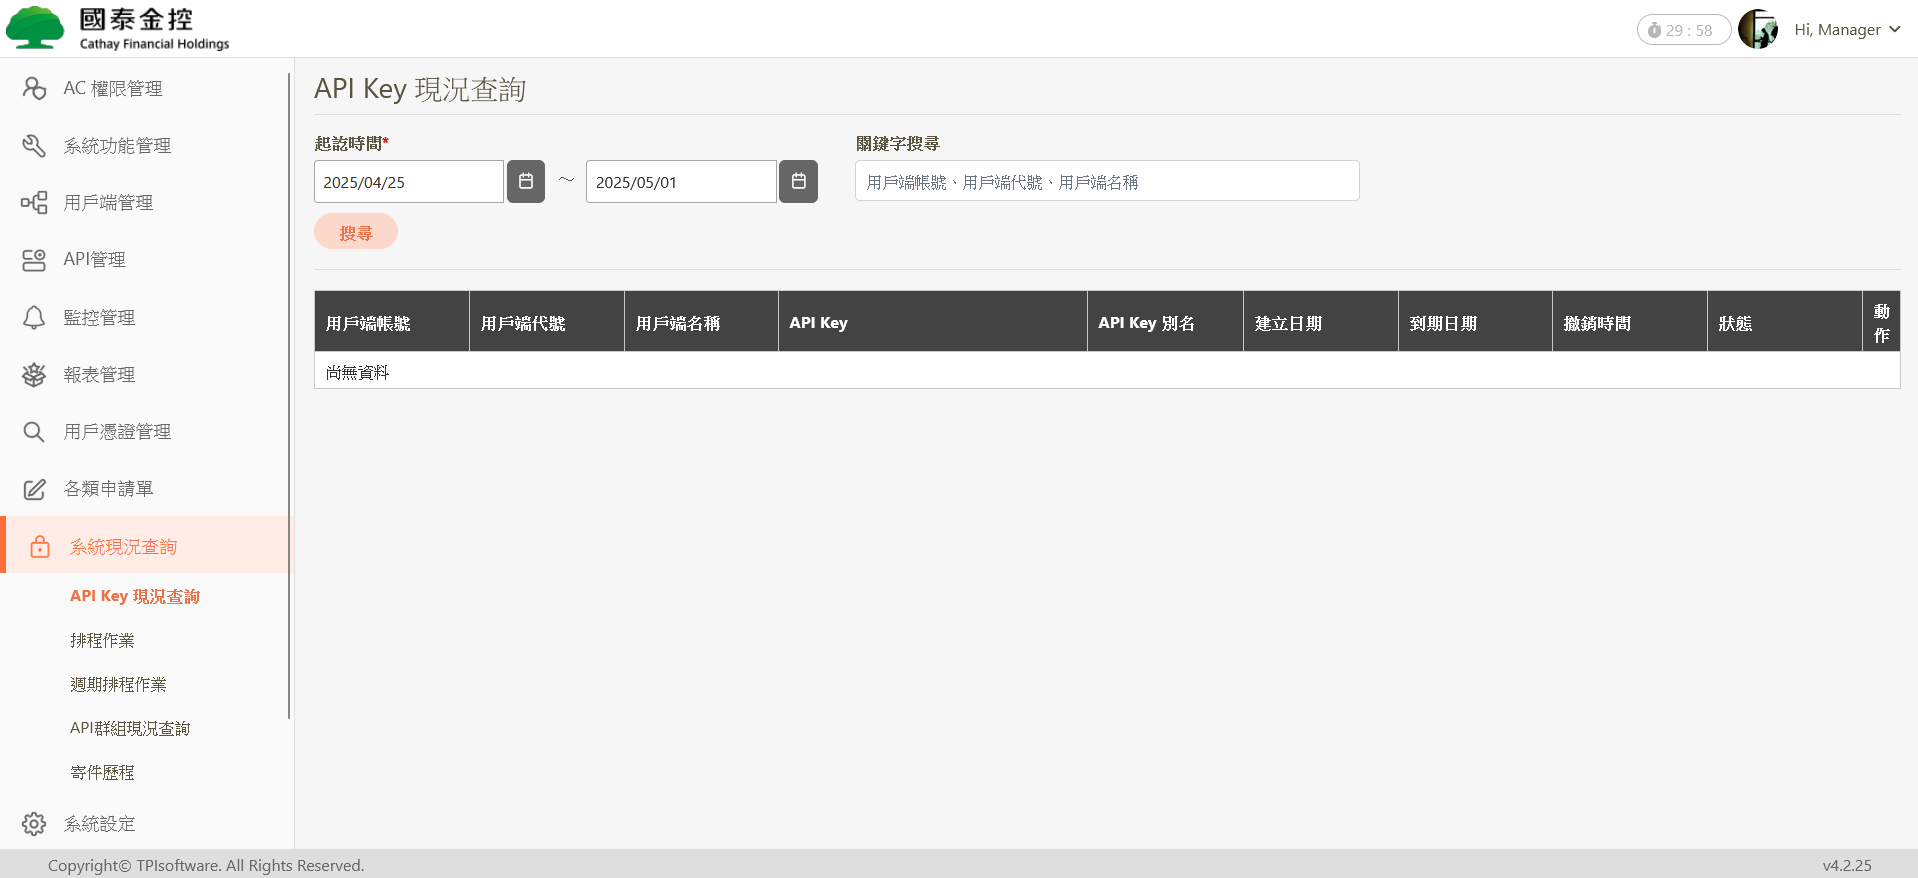 國泰金控
Cathay Financial Holdings
29 : 58
Hi, Manager
AC 權限管理
系統功能管理
用戶端管理
API管理
監控管理
報表管理
用戶憑證管理
各類申請單
系統現況查詢
API Key 現況查詢
排程作業
週期排程作業
API群組現況查詢
寄件歷程
系統設定
API Key 現況查詢
起訖時間*
關鍵字搜尋
2025/04/25 ～ 2025/05/01
用戶端帳號、用戶端代號、用戶端名稱
搜尋
用戶端帳號 用戶端代號 用戶端名稱 API Key API Key 別名 建立日期 到期日期 撤銷時間 狀態 動作
尚無資料
Copyright© TPIsoftware. All Rights Reserved.
v4.2.25